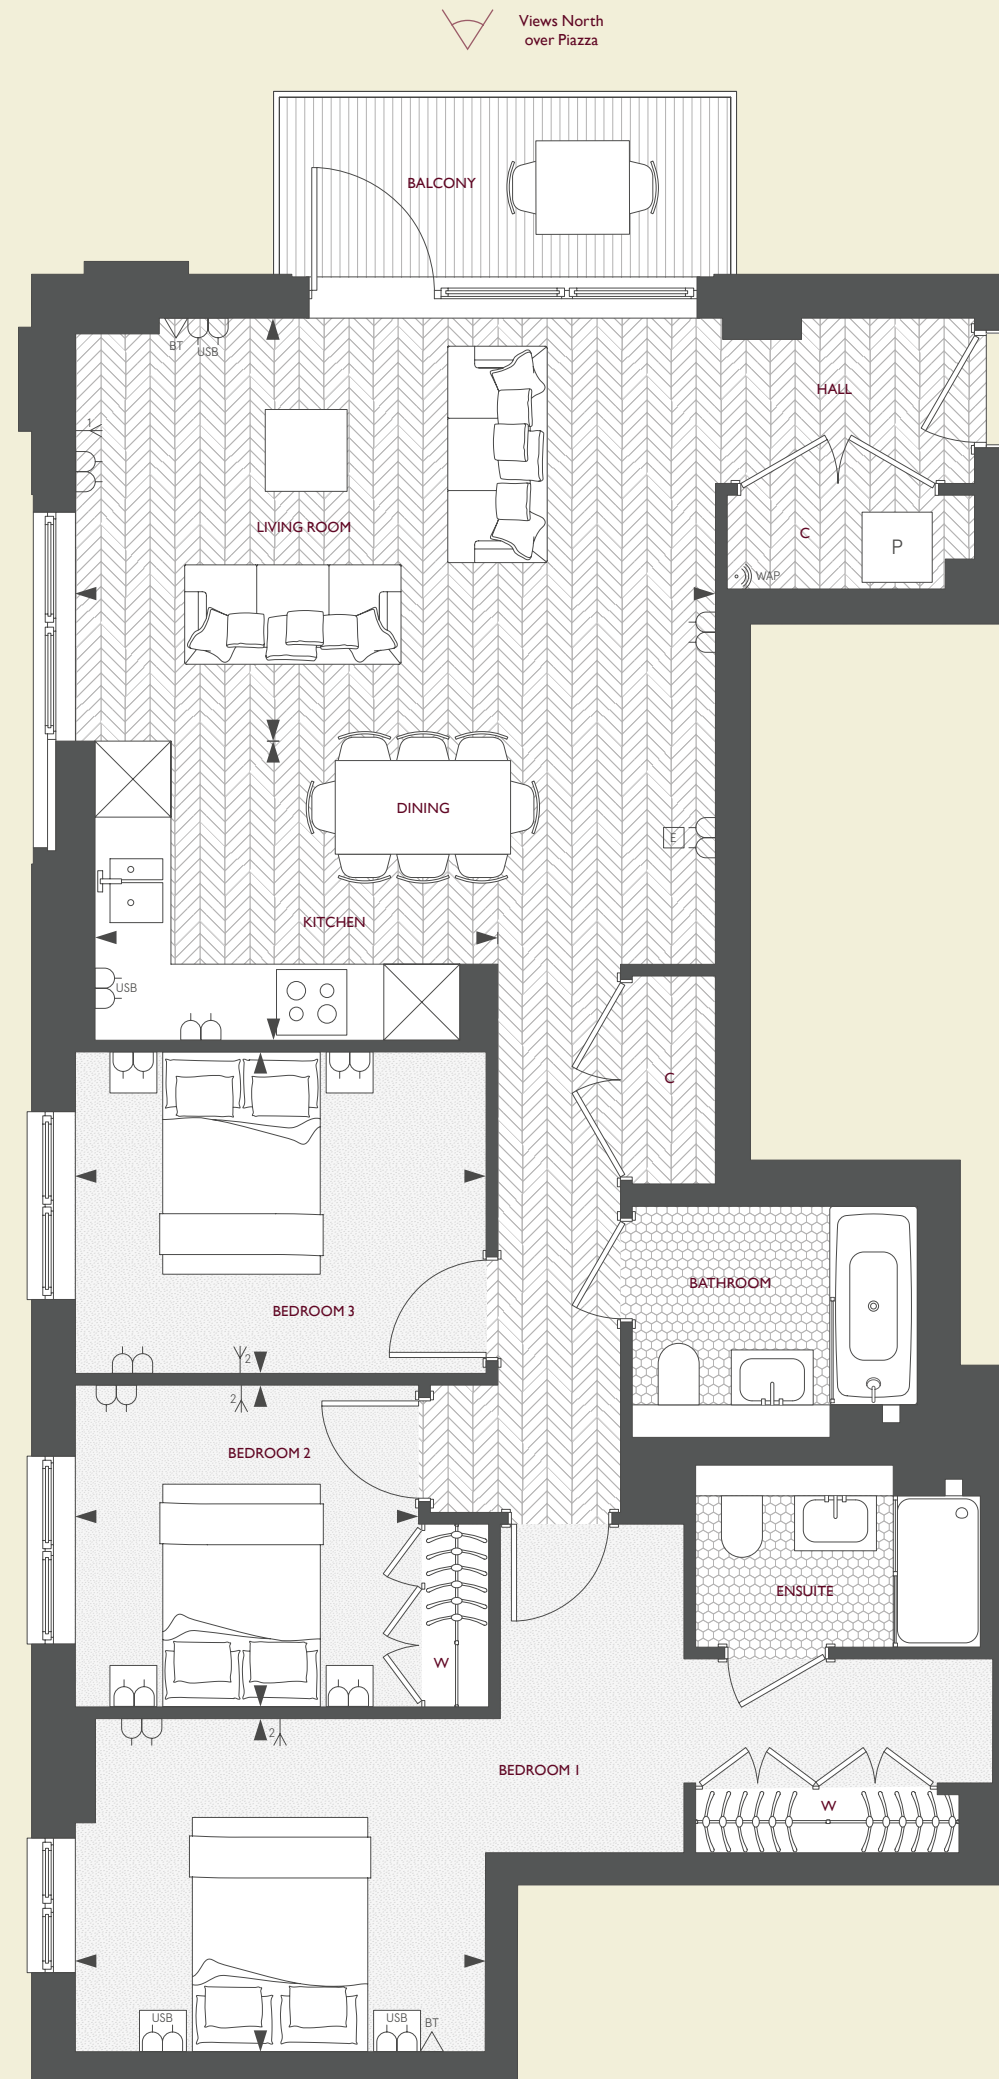 Views North
over Piazza
BALCONY
BT
USB
HALL
1
LIVING ROOM
C
P
WAP
DINING
E
KITCHEN
USB
C
BATHROOM
BEDROOM 3
2
2
BEDROOM 2
ENSUITE
W
2
BEDROOM 1
W
USB
USB
BT